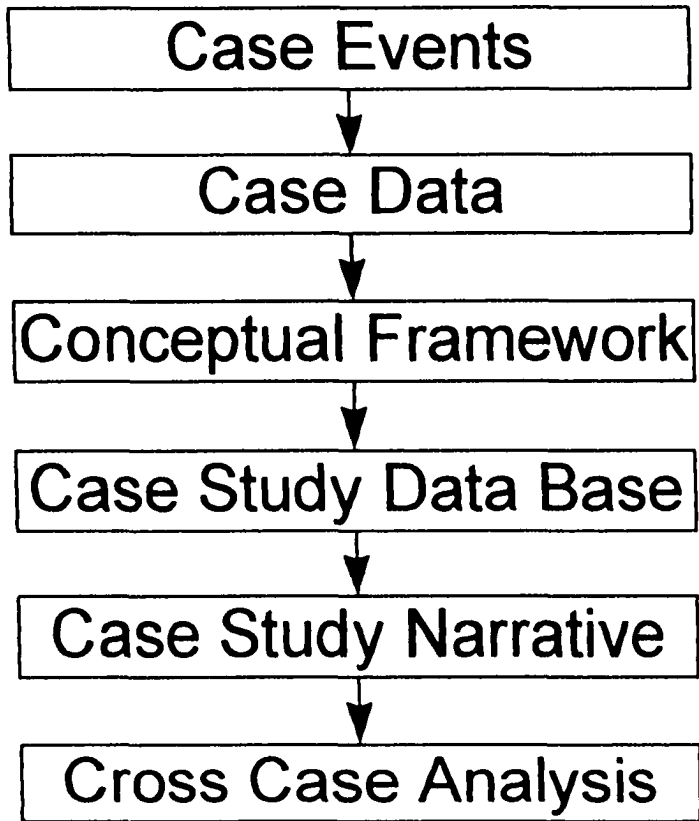 Case Events
Case Data
Conceptual Framework
Case Study Data Base
Case Study Narrative
Cross Case Analysis